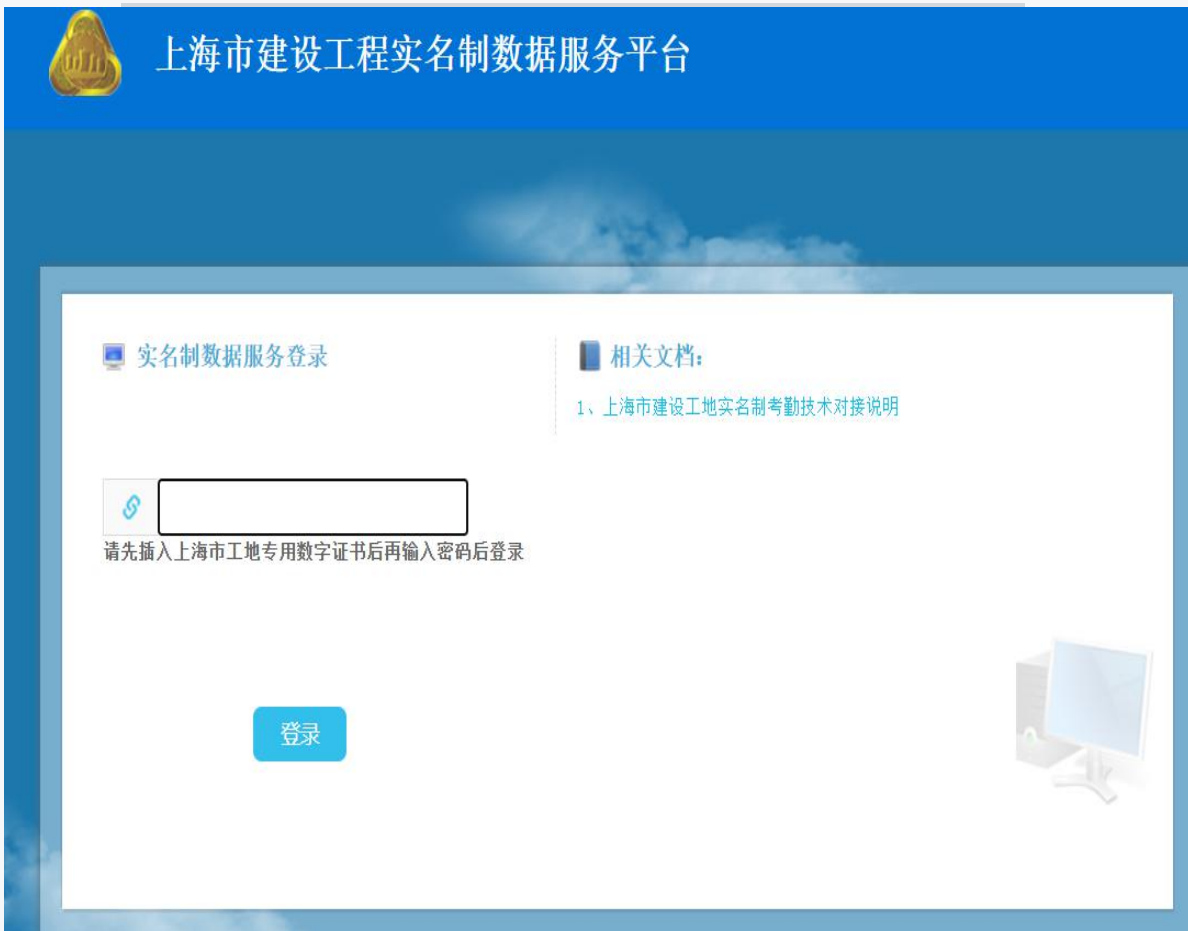 上海市建设工程实名制数据服务平台
实名制数据服务登录
相关文档:
1、上海市建设工地实名制考勤技术对接说明
请先插入上海市工地专用数字证书后再输入密码后登录
登录